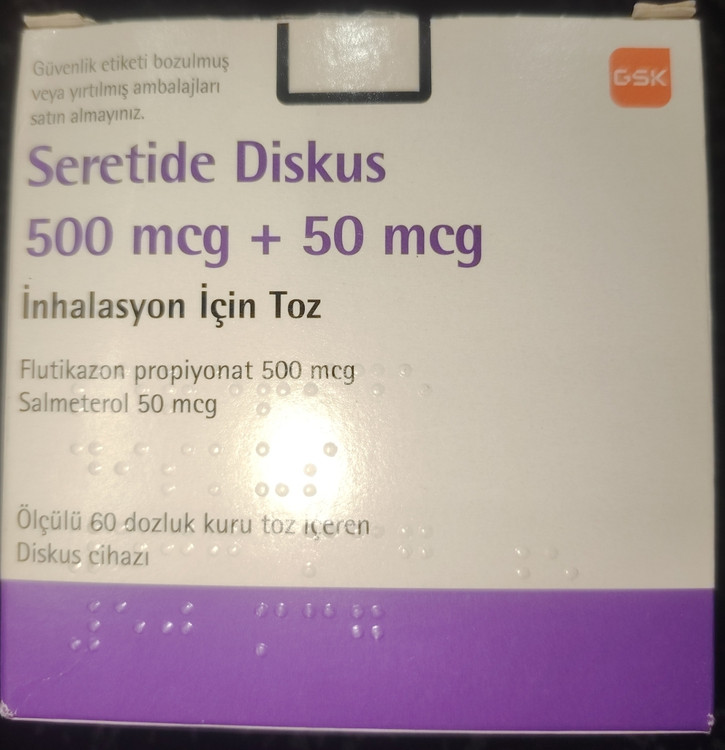 Güvenlik etiketi bozulmuş
veya yırtılmış ambalajları
satın almayınız.
GSK
Seretide Diskus
500 mcg + 50 mcg
İnhalasyon İçin Toz
Flutikazon propiyonat 500 mcg
Salmeterol 50 mcg
Ölçülü 60 dozluk kuru toz içeren
Diskus cihazı